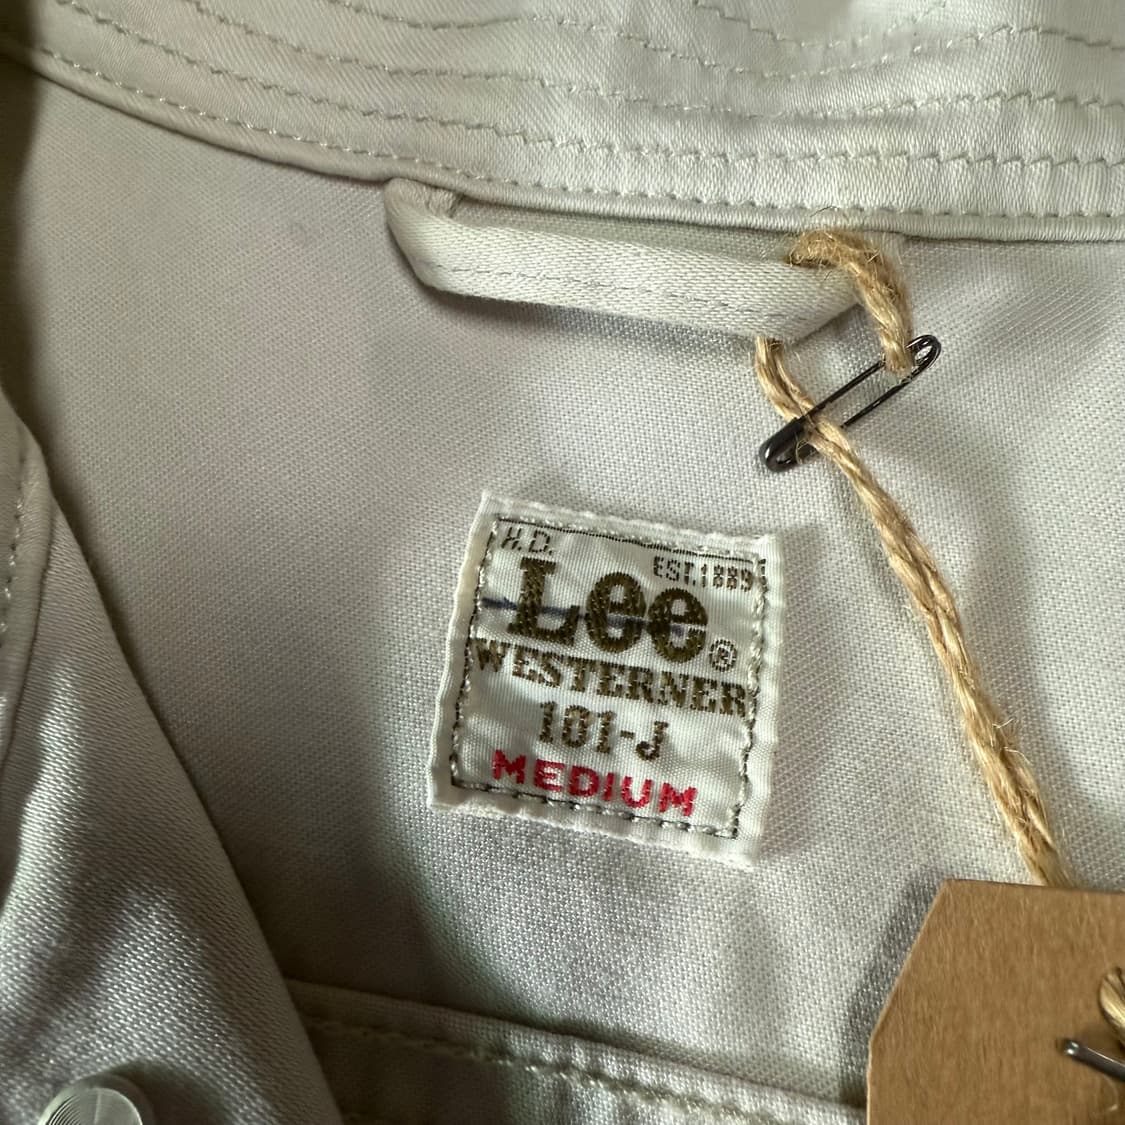 H.D.
EST.1889
Lee®
WESTERNER
101-J
MEDIUM